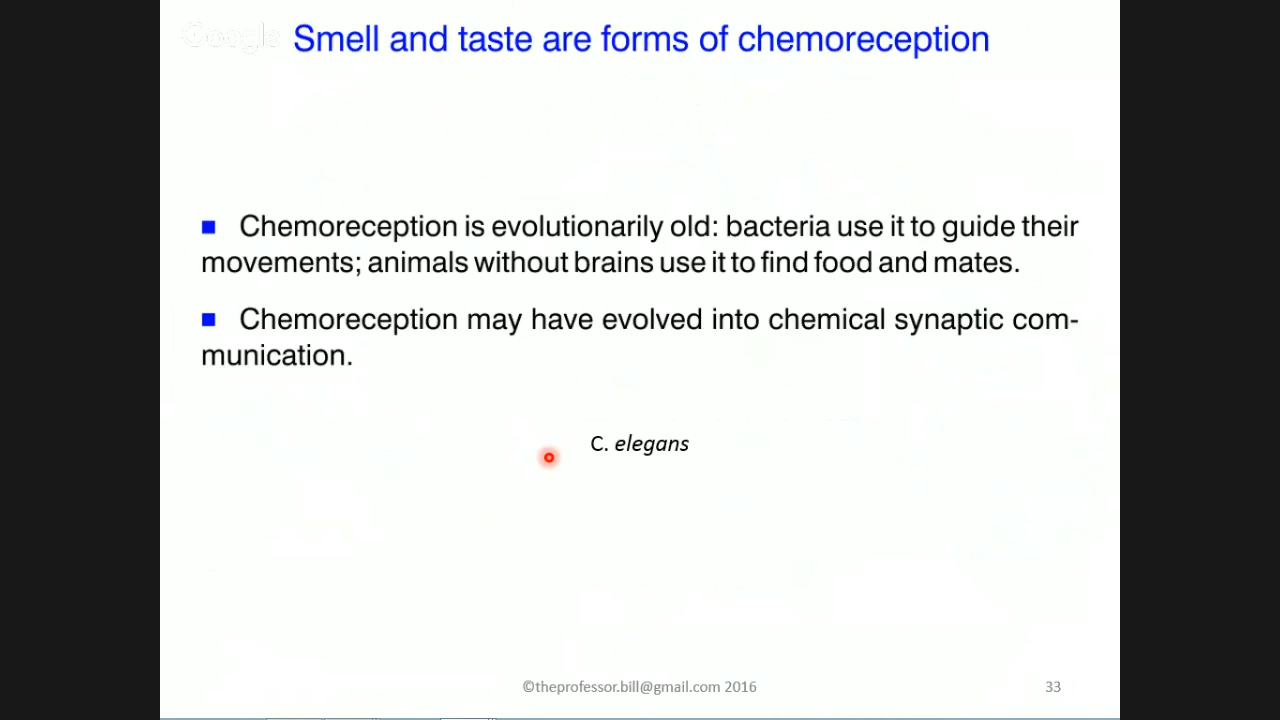 Google
Smell and taste are forms of chemoreception
■ Chemoreception is evolutionarily old: bacteria use it to guide their
movements; animals without brains use it to find food and mates.
■ Chemoreception may have evolved into chemical synaptic com-
munication.
C. elegans
©theprofessor.bill@gmail.com 2016
33